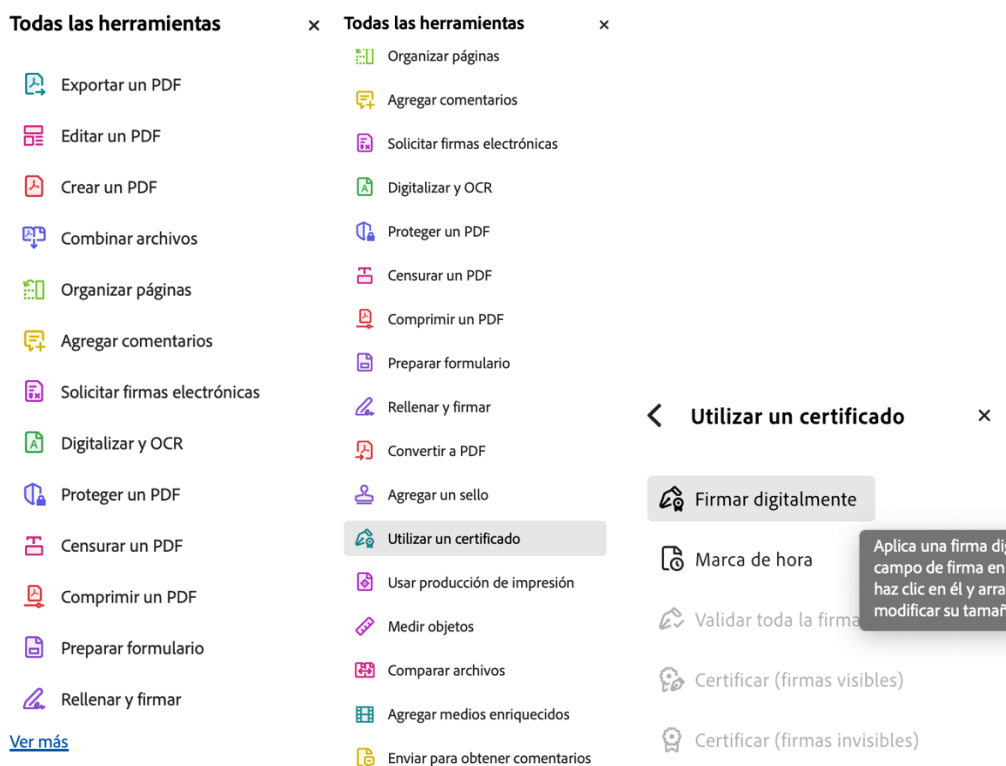 Todas las herramientas
Exportar un PDF
Editar un PDF
Crear un PDF
Combinar archivos
Organizar páginas
Agregar comentarios
Solicitar firmas electrónicas
Digitalizar y OCR
Proteger un PDF
Censurar un PDF
Comprimir un PDF
Preparar formulario
Rellenar y firmar
Ver más
Todas las herramientas
Organizar páginas
Agregar comentarios
Solicitar firmas electrónicas
Digitalizar y OCR
Proteger un PDF
Censurar un PDF
Comprimir un PDF
Preparar formulario
Rellenar y firmar
Convertir a PDF
Agregar un sello
Utilizar un certificado
Usar producción de impresión
Medir objetos
Comparar archivos
Agregar medios enriquecidos
Enviar para obtener comentarios
Utilizar un certificado
Firmar digitalmente
Marca de hora
Aplica una firma
campo de firma en
haz clic en él y
modificar su
Validar toda la
Certificar (firmas visibles)
Certificar (firmas invisibles)